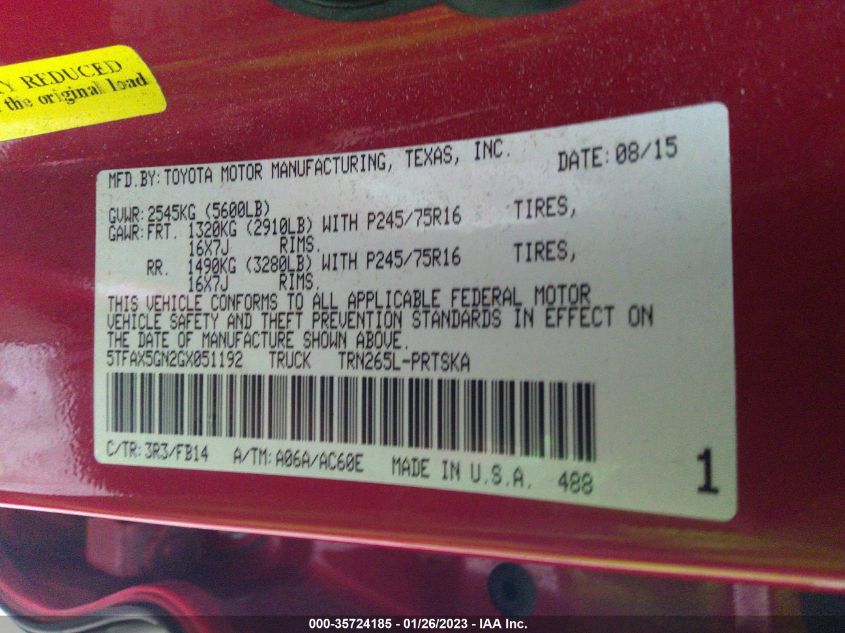 Y REDUCED
the original load
MFD.BY: TOYOTA MOTOR MANUFACTURING, TEXAS, INC. DATE: 08/15
GVWR: 2545KG (5600LB)
GAWR: FRT. 1320KG (2910LB) WITH P245/75R16 TIRES,
16X7J RIMS.
RR. 1490KG (3280LB) WITH P245/75R16 TIRES,
16X7J RIMS.
THIS VEHICLE CONFORMS TO ALL APPLICABLE FEDERAL MOTOR
VEHICLE SAFETY AND THEFT PREVENTION STANDARDS IN EFFECT ON
THE DATE OF MANUFACTURE SHOWN ABOVE.
5TFAX5GN2GX051192 TRUCK TRN265L-PRTSKA
C/TR: 3R3/FB14 A/TM: A06A/AC60E MADE IN U.S.A. 488 1
000-35724185 - 01/26/2023 - IAA Inc.